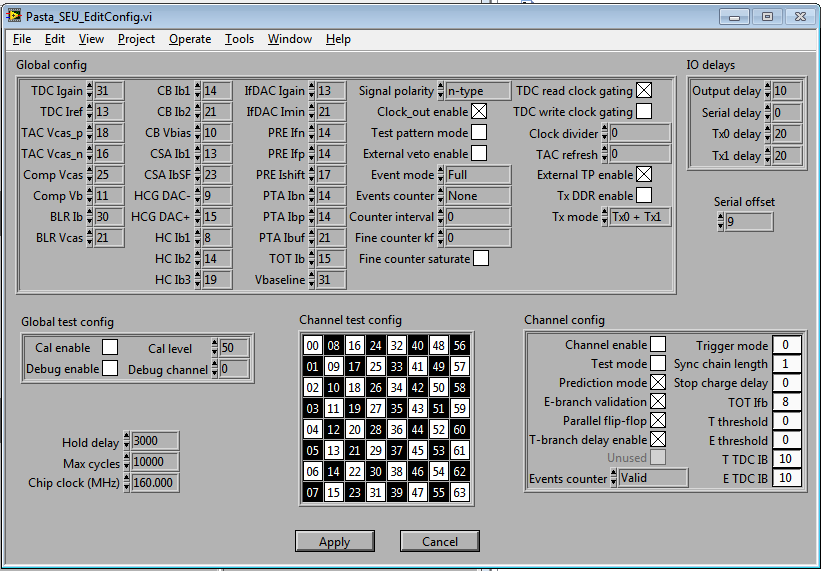 Pasta_SEU_EditConfig.vi
File Edit View Project Operate Tools Window Help
Global config
TDC Igain 31
TDC Iref 13
TAC Vcas_p 18
TAC Vcas_n 16
Comp Vcas 25
Comp Vb 11
BLR Ib 30
BLR Vcas 21
CB Ib1 14
CB Ib2 21
CB Vbias 10
CSA Ib1 13
CSA IbSF 23
HCG DAC- 9
HCG DAC+ 15
HC Ib1 8
HC Ib2 14
HC Ib3 19
IfDAC Igain 13
IfDAC Imin 21
PRE Ifn 14
PRE Ifp 14
PRE Ishift 17
PTA Ibn 14
PTA Ibp 14
PTA Ibuf 21
TOT Ib 15
Vbaseline 31
Signal polarity n-type
Clock_out enable
Test pattern mode
External veto enable
Event mode Full
Events counter None
Counter interval 0
Fine counter kf 0
Fine counter saturate
TDC read clock gating
TDC write clock gating
Clock divider 0
TAC refresh 0
External TP enable
Tx DDR enable
Tx mode Tx0 + Tx1
IO delays
Output delay 10
Serial delay 0
Tx0 delay 20
Tx1 delay 20
Serial offset
9
Global test config
Cal enable Cal level 50
Debug enable Debug channel 0
Hold delay 3000
Max cycles 10000
Chip clock (MHz) 160.000
Channel test config
00 08 16 24 32 40 48 56
01 09 17 25 33 41 49 57
02 10 18 26 34 42 50 58
03 11 19 27 35 43 51 59
04 12 20 28 36 44 52 60
05 13 21 29 37 45 53 61
06 14 22 30 38 46 54 62
07 15 23 31 39 47 55 63
Channel config
Channel enable
Test mode
Prediction mode
E-branch validation
Parallel flip-flop
T-branch delay enable
Unused
Events counter Valid
Trigger mode 0
Sync chain length 1
Stop charge delay 0
TOT Ifb 8
T threshold 0
E threshold 0
T TDC IB 10
E TDC IB 10
Apply Cancel